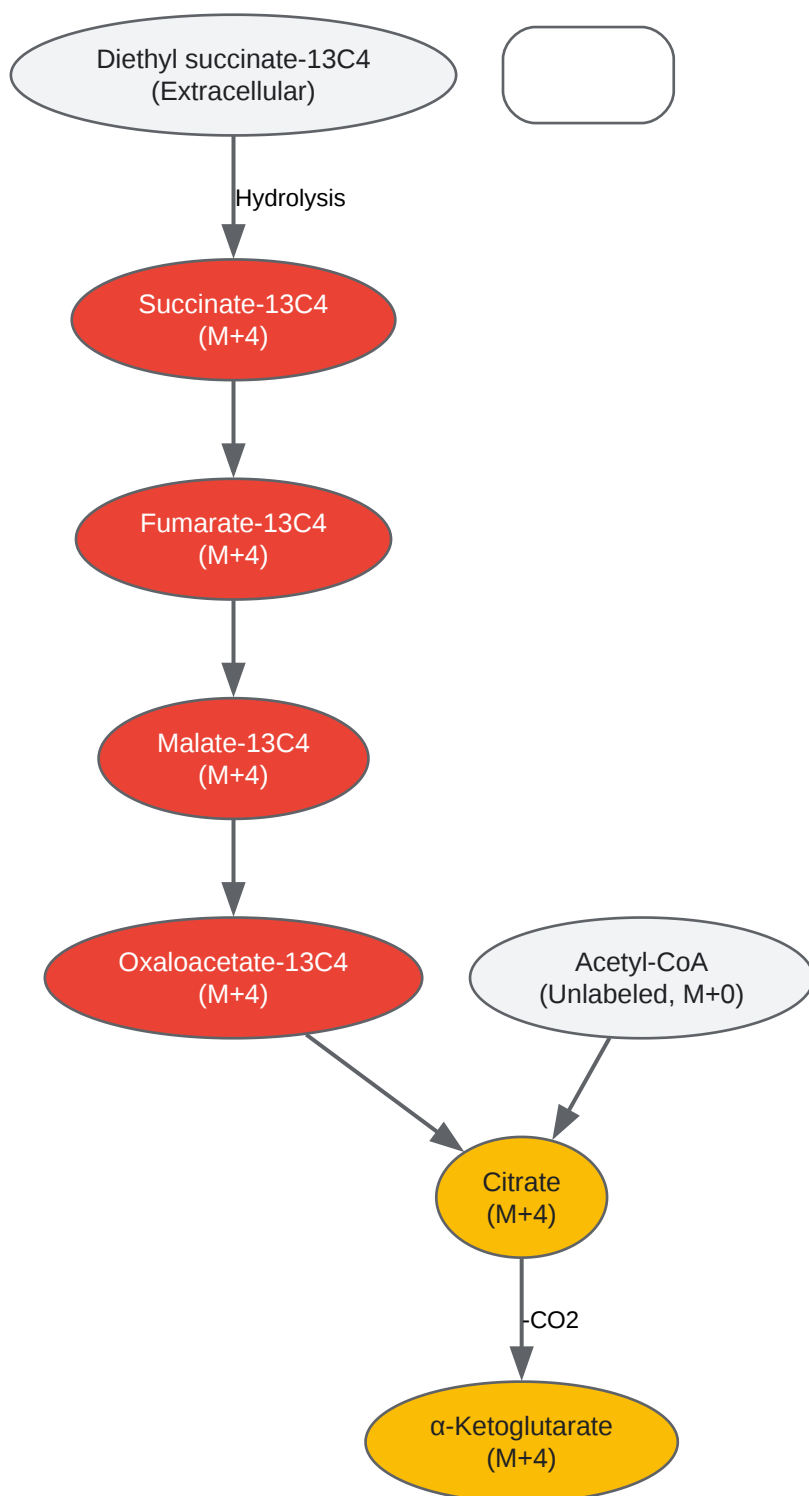 Diethyl succinate-13C4
(Extracellular)
Hydrolysis
Succinate-13C4
(M+4)
Fumarate-13C4
(M+4)
Malate-13C4
(M+4)
Oxaloacetate-13C4
(M+4)
Acetyl-CoA
(Unlabeled, M+0)
Citrate
(M+4)
-CO2
α-Ketoglutarate
(M+4)